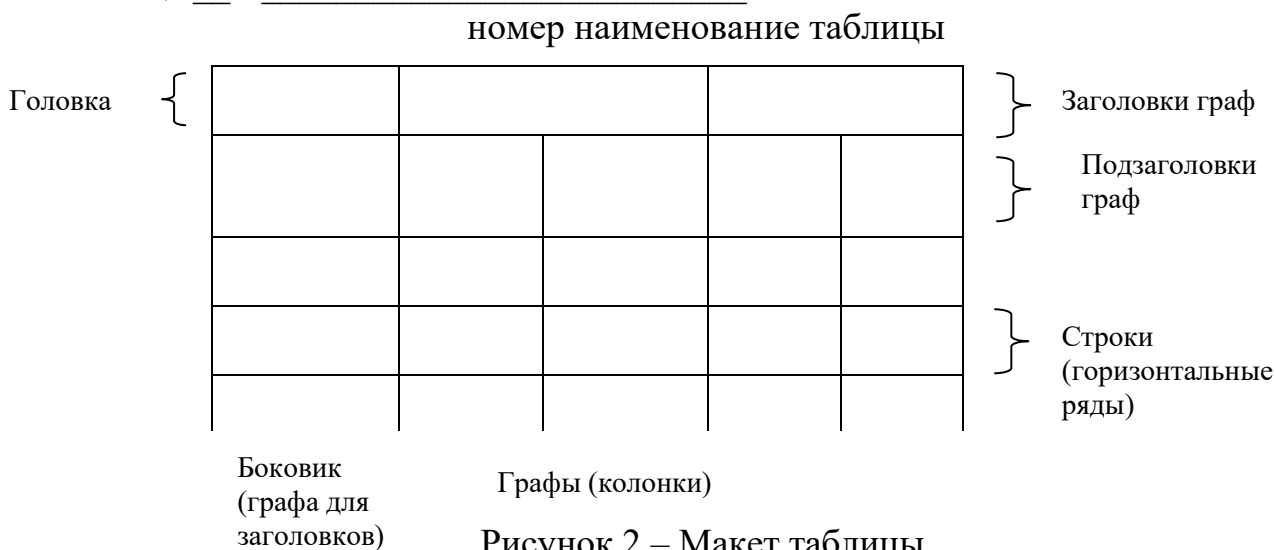 номер наименование таблицы
Головка
Заголовки граф
Подзаголовки
граф
Строки
(горизонтальные
ряды)
Боковик
(графа для
заголовков)
Графы (колонки)
Рисунок 2 – Макет таблицы